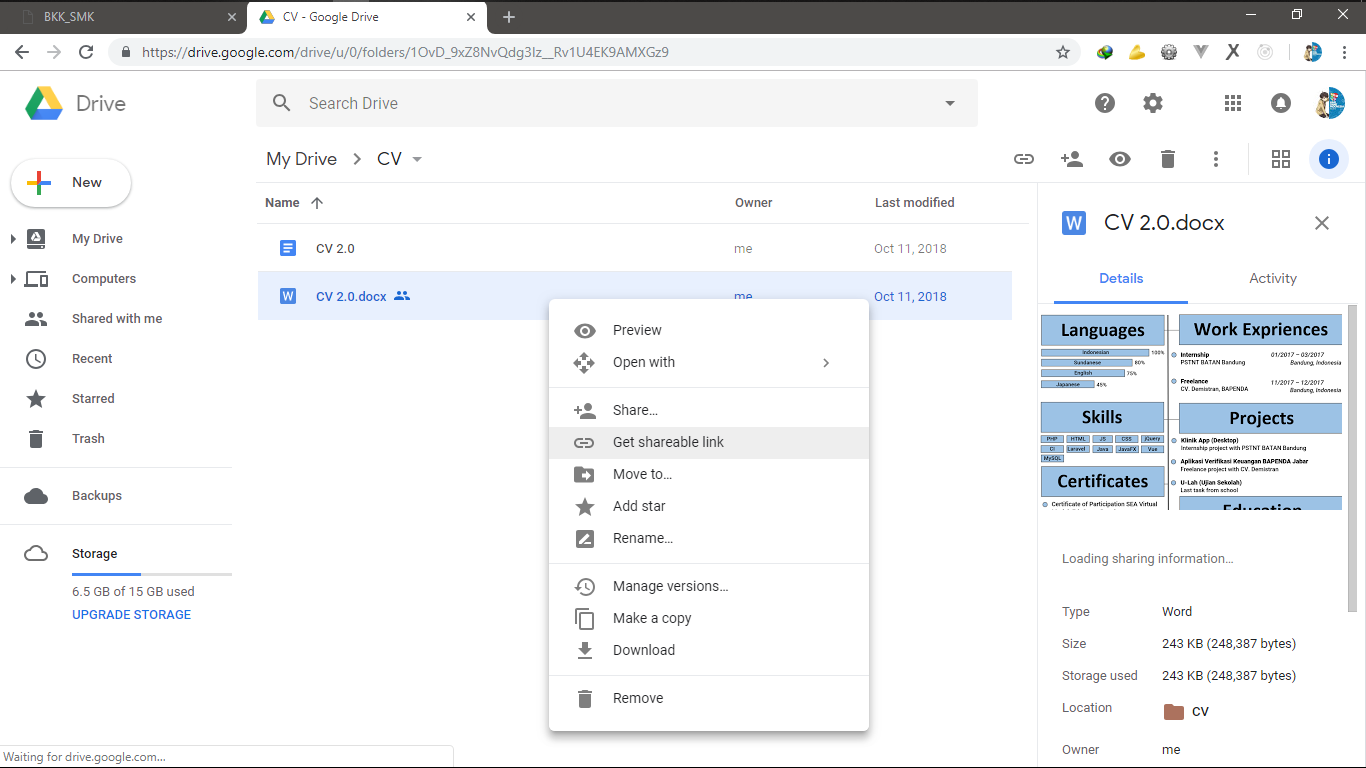 BKK_SMK
CV - Google Drive
https://drive.google.com/drive/u/0/folders/1OvD_9xZ8NvQdg3Iz__Rv1U4EK9AMXGz9
Drive
Search Drive
My Drive > CV
New
My Drive
Computers
Shared with me
Recent
Starred
Trash
Backups
Storage
6.5 GB of 15 GB used
UPGRADE STORAGE
Name Owner Last modified
CV 2.0 me Oct 11, 2018
W CV 2.0.docx me Oct 11, 2018
Preview
Open with
Share...
Get shareable link
Move to...
Add star
Rename...
Manage versions...
Make a copy
Download
Remove
W CV 2.0.docx
Details Activity
Languages
Indonesian 100%
Sundanese 80%
English 75%
Japanese 45%
Skills
PHP HTML JS CSS jQuery
CI Laravel Java JavaFX Vue
MySQL
Certificates
Certificate of Participation SEA Virtual
Work Expriences
Internship 01/2017 – 03/2017
PSTNT BATAN Bandung Bandung, Indonesia
Freelance 11/2017 – 12/2017
CV. Demistran, BAPENDA Bandung, Indonesia
Projects
Klinik App (Desktop)
Internship project with PSTNT BATAN Bandung
Aplikasi Verifikasi Keuangan BAPENDA Jabar
Freelance project with CV. Demistran
U-Lah (Ujian Sekolah)
Last task from school
Education
Loading sharing information...
Type Word
Size 243 KB (248,387 bytes)
Storage used 243 KB (248,387 bytes)
Location CV
Owner me
Waiting for drive.google.com...